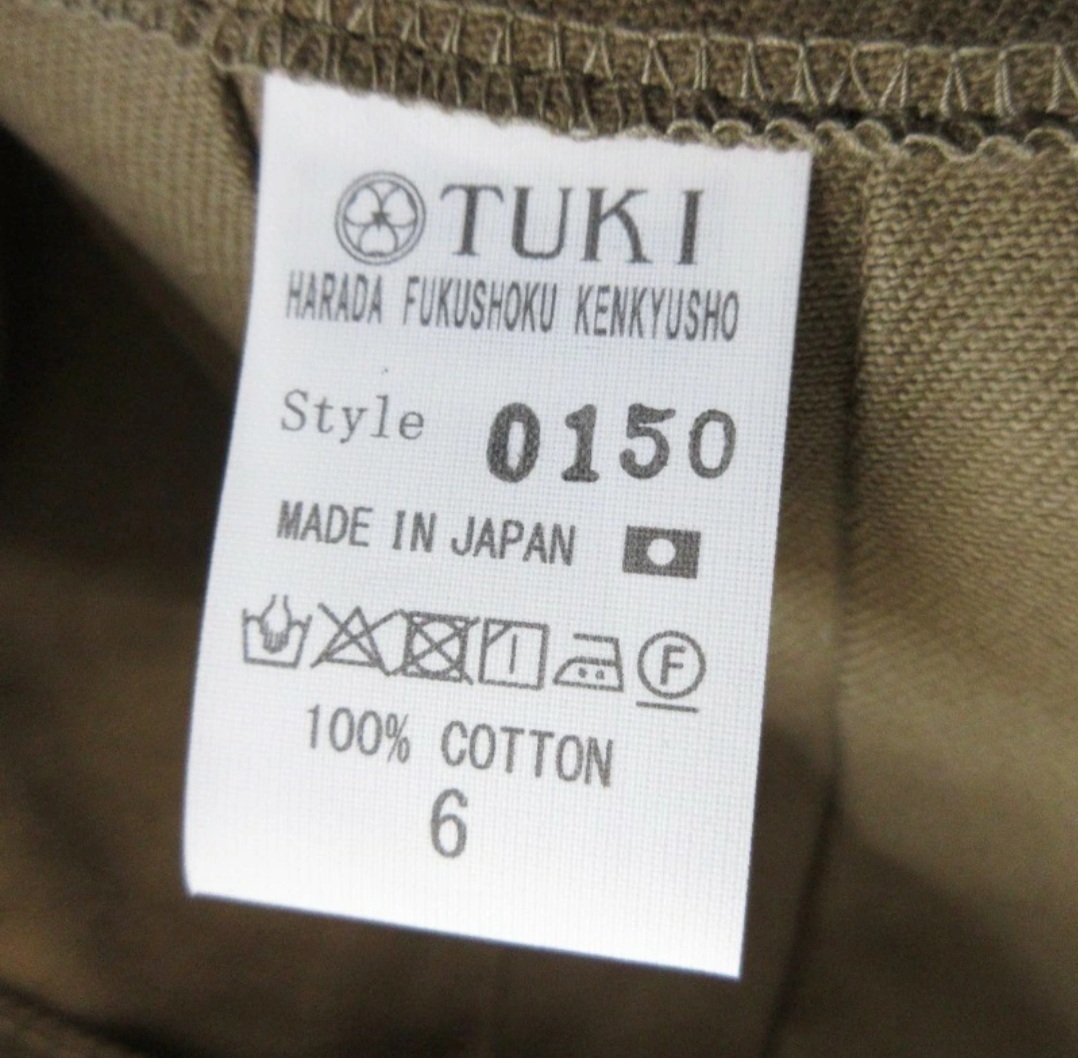 TUKI
HARADA FUKUSHOKU KENKYUSHO
Style 0150
MADE IN JAPAN
F
100% COTTON
6